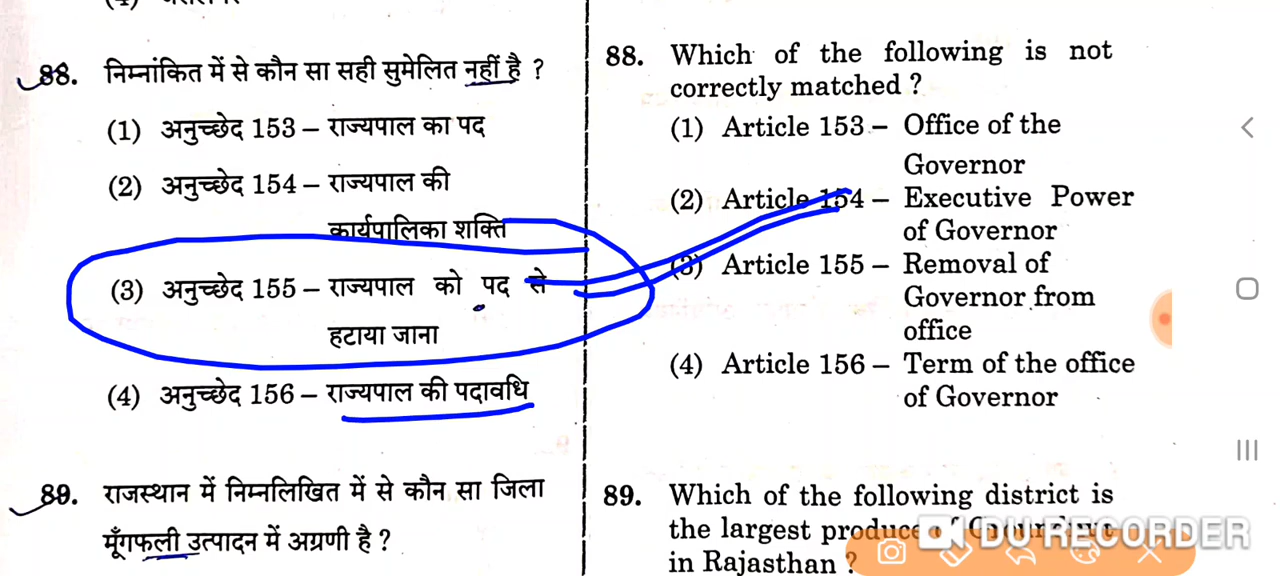 88. निम्नांकित में से कौन सा सही सुमेलित नहीं है ?
(1) अनुच्छेद 153 – राज्यपाल का पद
(2) अनुच्छेद 154 – राज्यपाल की
कार्यपालिका शक्ति
(3) अनुच्छेद 155 – राज्यपाल को पद से
हटाया जाना
(4) अनुच्छेद 156 – राज्यपाल की पदावधि
89. राजस्थान में निम्नलिखित में से कौन सा जिला
मूँगफली उत्पादन में अग्रणी है ?
88. Which of the following is not
correctly matched ?
(1) Article 153 – Office of the
Governor
(2) Article 154 – Executive Power
of Governor
(3) Article 155 – Removal of
Governor from
office
(4) Article 156 – Term of the office
of Governor
89. Which of the following district is
the largest produce
in Rajasthan ?
DU RECORDER